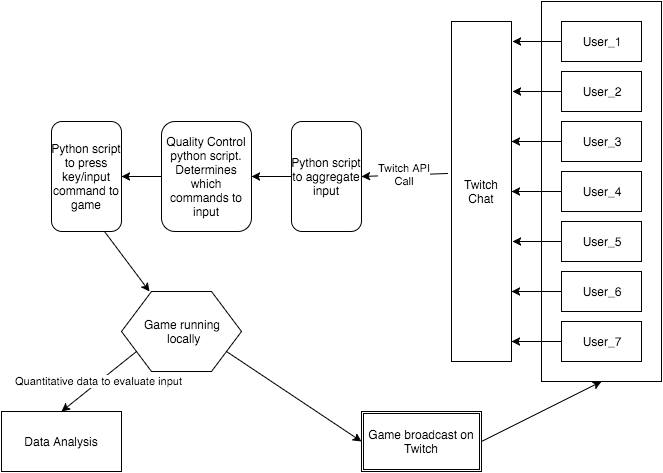 User_1
User_2
User_3
User_4
User_5
User_6
User_7
Twitch
Chat
Twitch API
Call
Python script
to aggregate
input
Quality Control
python script.
Determines
which
commands to
input
Python script
to press
key/input
command to
game
Game running
locally
Quantitative data to evaluate input
Data Analysis
Game broadcast on
Twitch